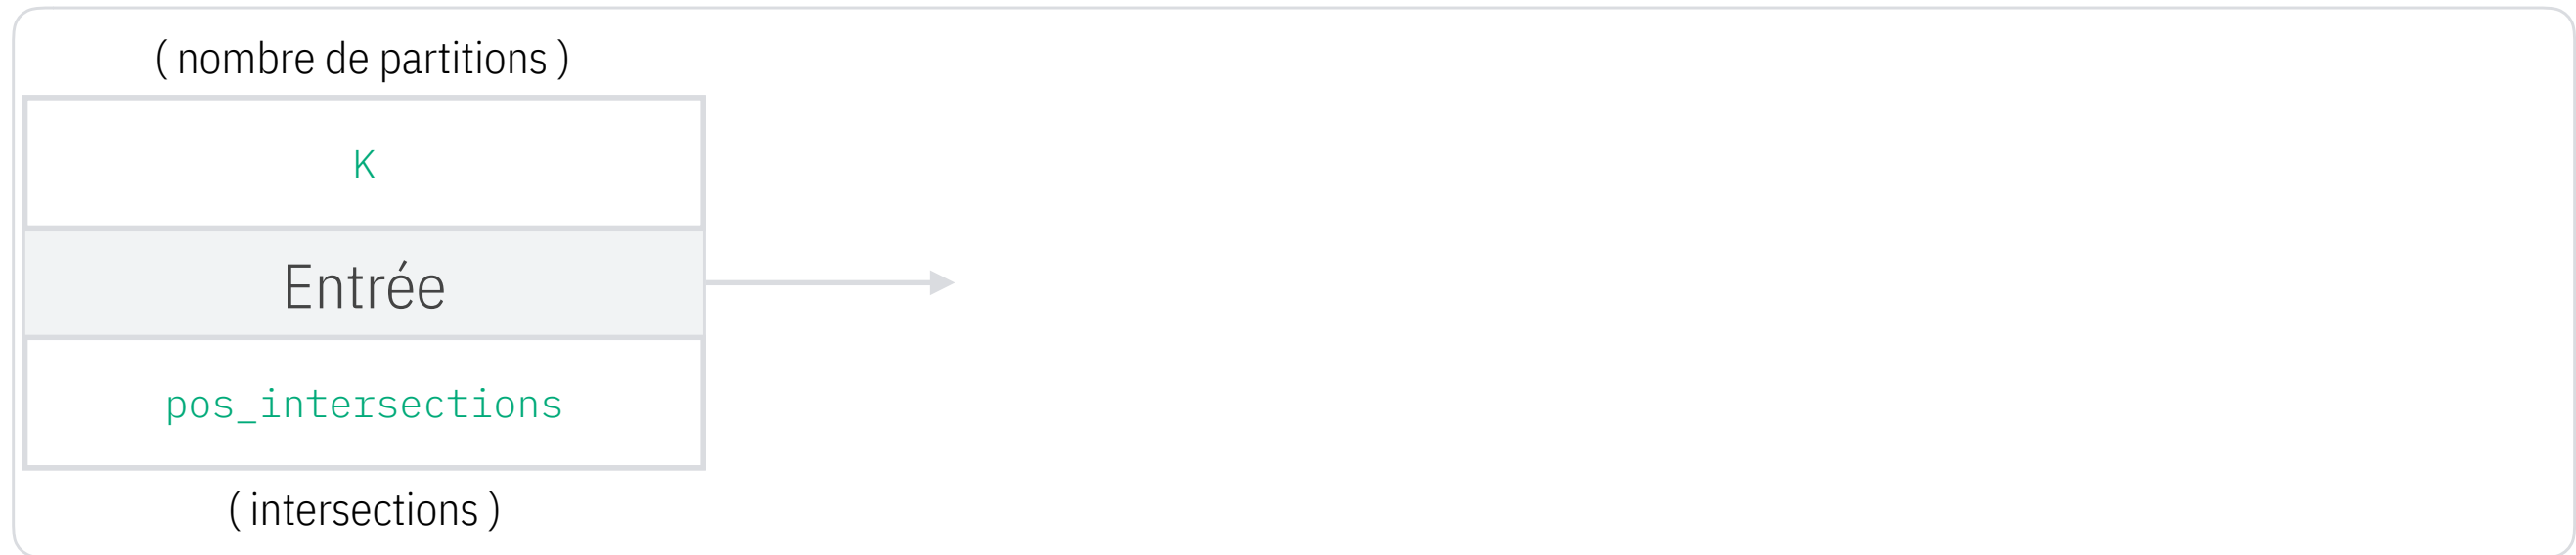 ( nombre de partitions )
K
Entrée
pos_intersections
( intersections )